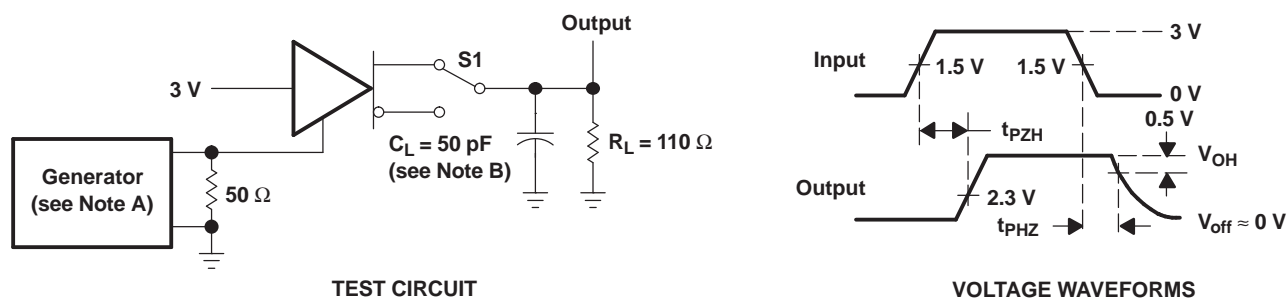 Output
S1
3 V
C_L = 50 pF
(see Note B)
R_L = 110 Ω
Generator
(see Note A)
50 Ω
TEST CIRCUIT
3 V
Input
1.5 V
1.5 V
0 V
0.5 V
t_PZH
V_OH
Output
2.3 V
t_PHZ
V_off ≈ 0 V
VOLTAGE WAVEFORMS